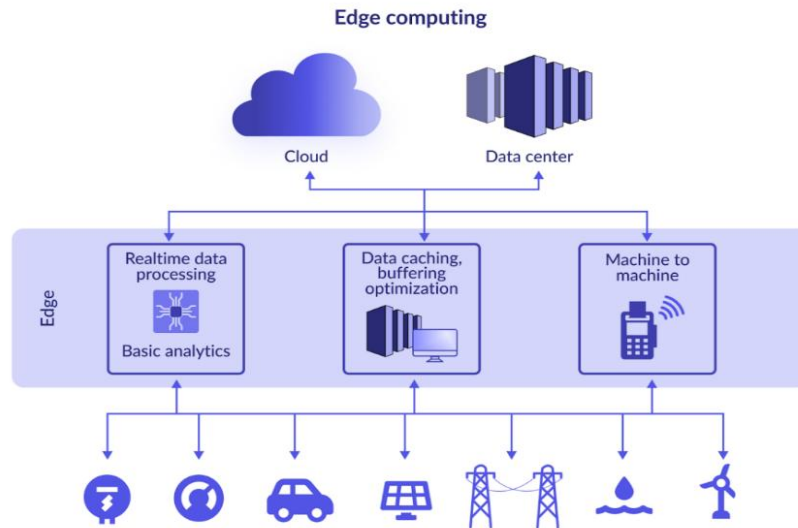 Edge computing
Cloud
Data center
Edge
Realtime data
processing
Basic analytics
Data caching,
buffering
optimization
Machine to
machine